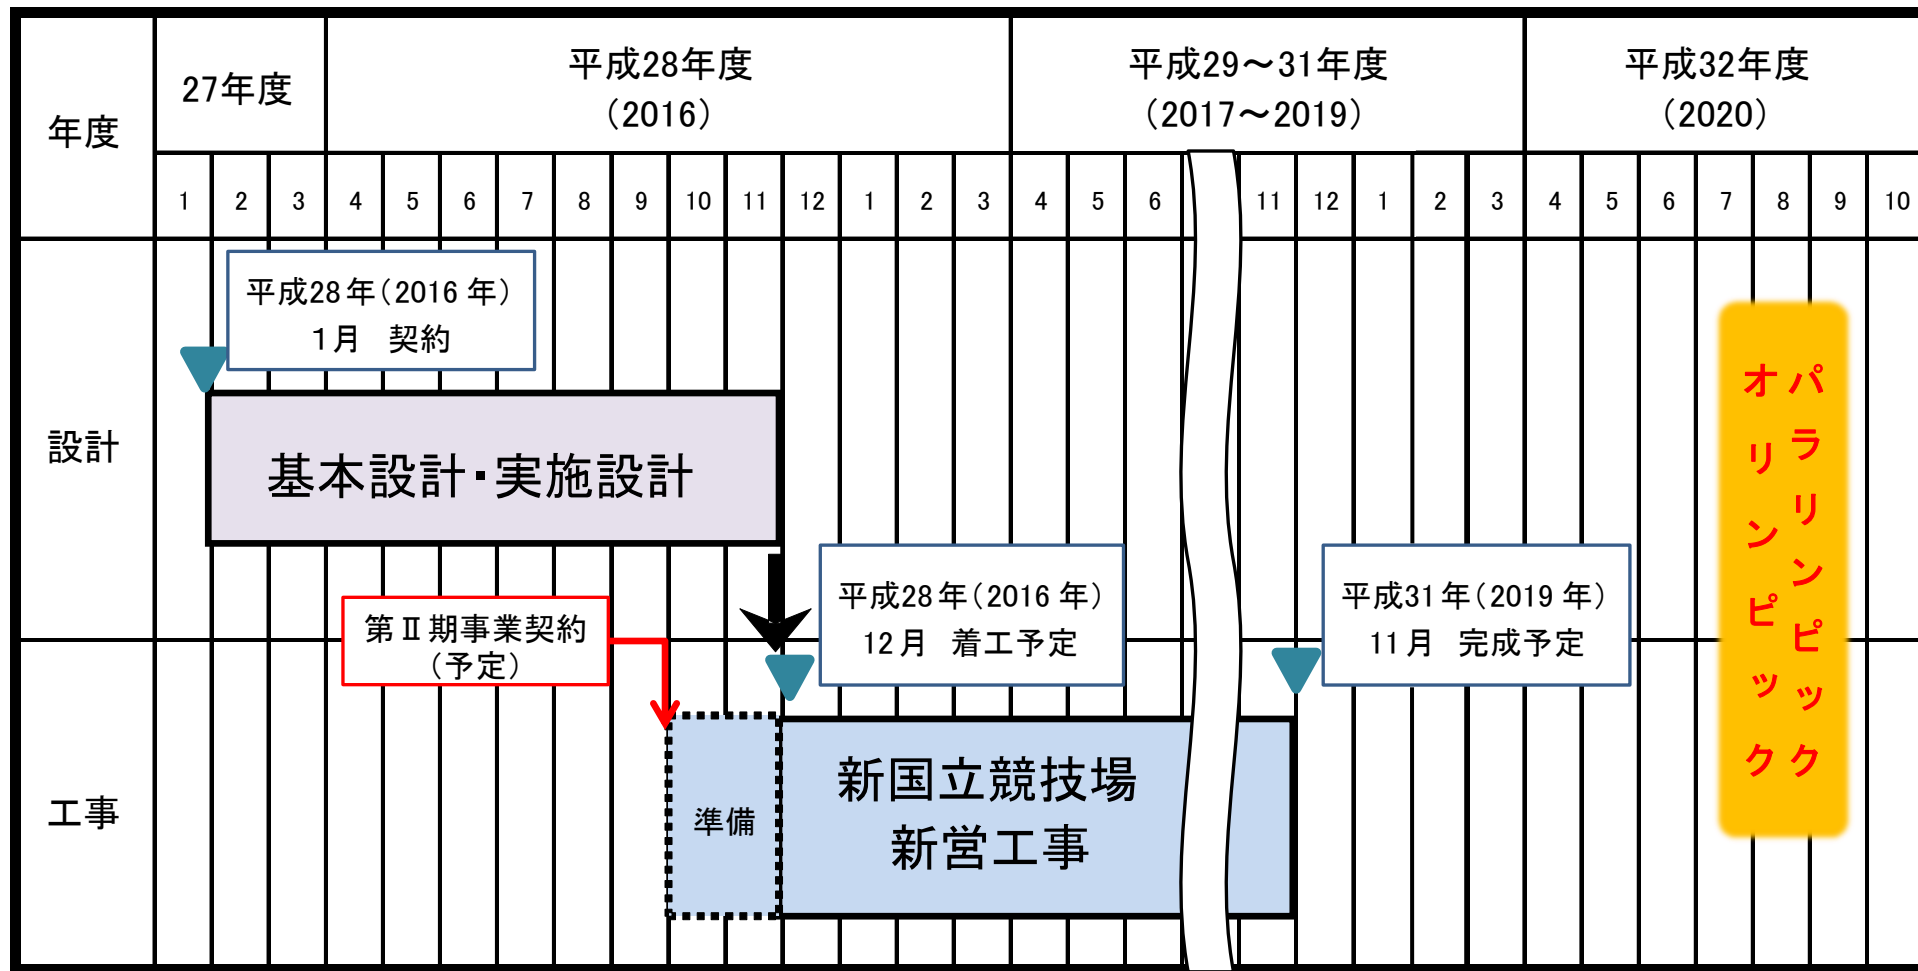 年度
27年度
平成28年度
（2016）
平成29～31年度
（2017～2019）
平成32年度
（2020）
1 2 3 4 5 6 7 8 9 10 11 12 1 2 3 4 5 6 11 12 1 2 3 4 5 6 7 8 9 10
設計
平成28年（2016年）
1月　契約
基本設計・実施設計
第Ⅱ期事業契約
（予定）
平成28年（2016年）
12月　着工予定
平成31年（2019年）
11月　完成予定
オリンピック
パラリンピック
工事
準備
新国立競技場
新営工事